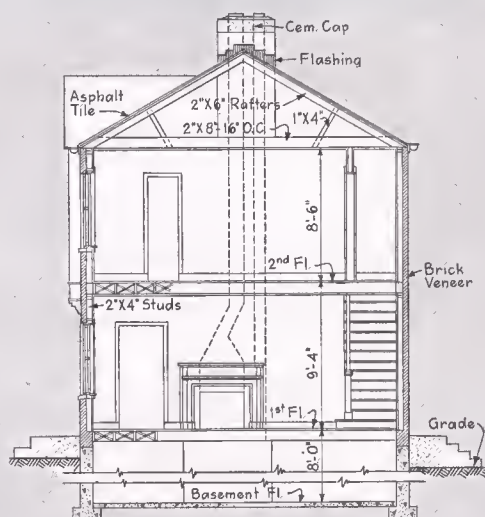 Cem. Cap
Flashing
Asphalt
Tile
2"X6" Rafters
1"X4"
2"X8"-16" O.C.
8'-6"
2nd Fl.
Brick
Veneer
2"X4" Studs
9'-4"
1st Fl.
Grade
8'-0"
Basement Fl.